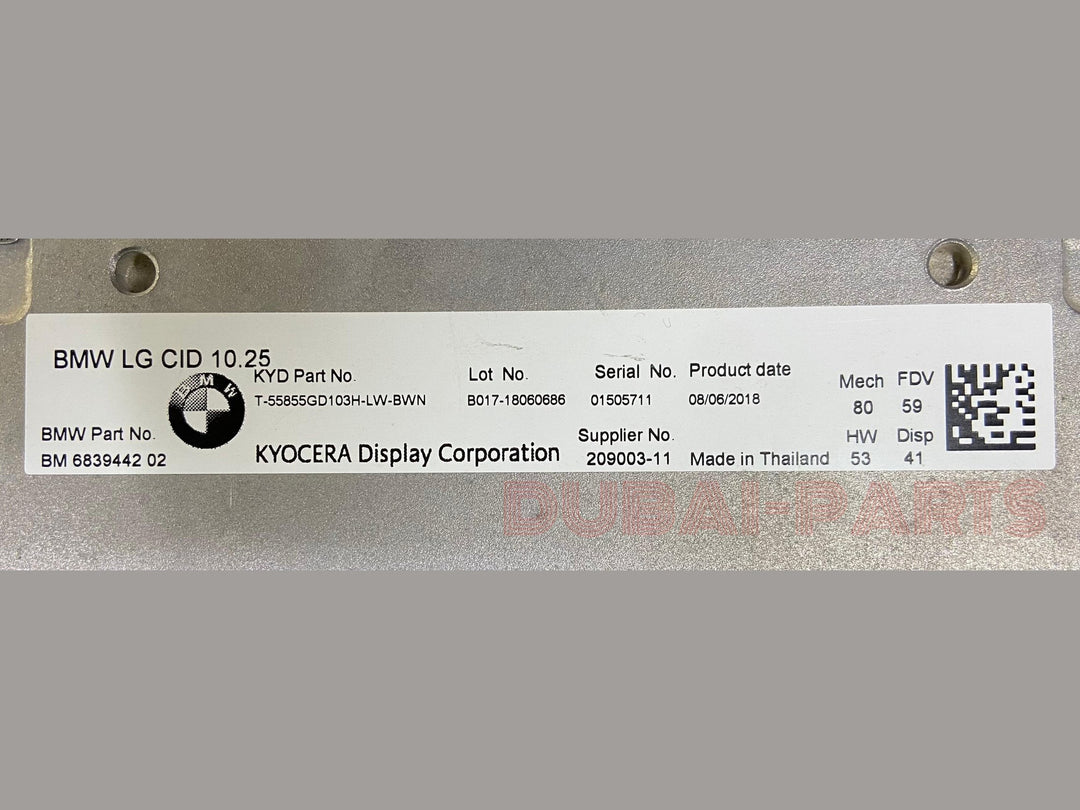 BMW LG CID 10.25
BMW
KYD Part No. Lot No. Serial No. Product date Mech FDV
T-55855GD103H-LW-BWN B017-18060686 01505711 08/06/2018 80 59
BMW Part No. KYOCERA Display Corporation Supplier No. HW Disp
BM 6839442 02 209003-11 Made in Thailand 53 41
DUBAI-PARTS